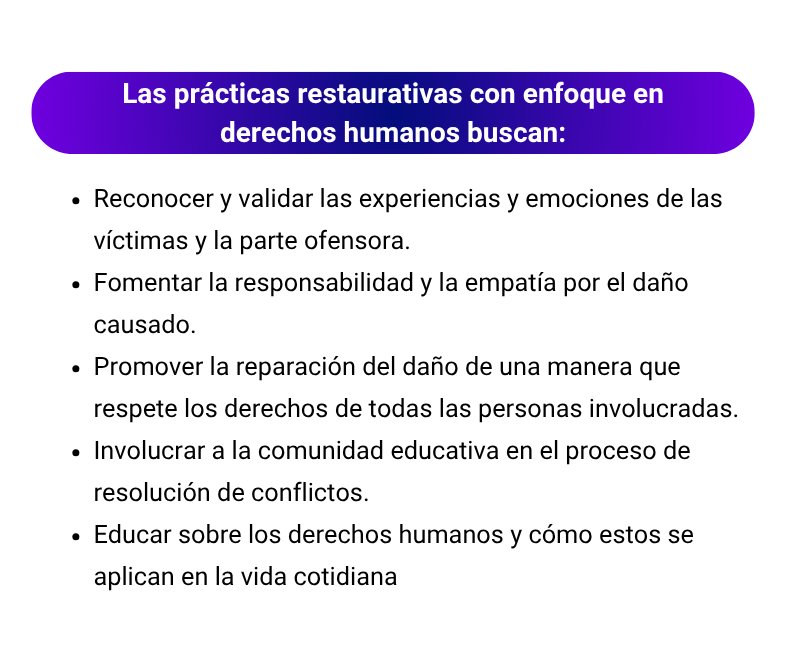 Las prácticas restaurativas con enfoque en
derechos humanos buscan:
• Reconocer y validar las experiencias y emociones de las
víctimas y la parte ofensora.
• Fomentar la responsabilidad y la empatía por el daño
causado.
• Promover la reparación del daño de una manera que
respete los derechos de todas las personas involucradas.
• Involucrar a la comunidad educativa en el proceso de
resolución de conflictos.
• Educar sobre los derechos humanos y cómo estos se
aplican en la vida cotidiana